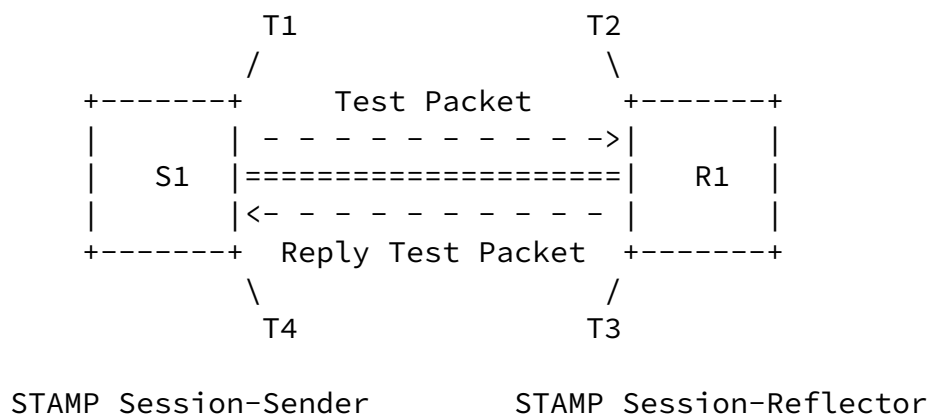 T1 T2
Test Packet
S1 R1
Reply Test Packet
T4 T3
STAMP Session-Sender STAMP Session-Reflector